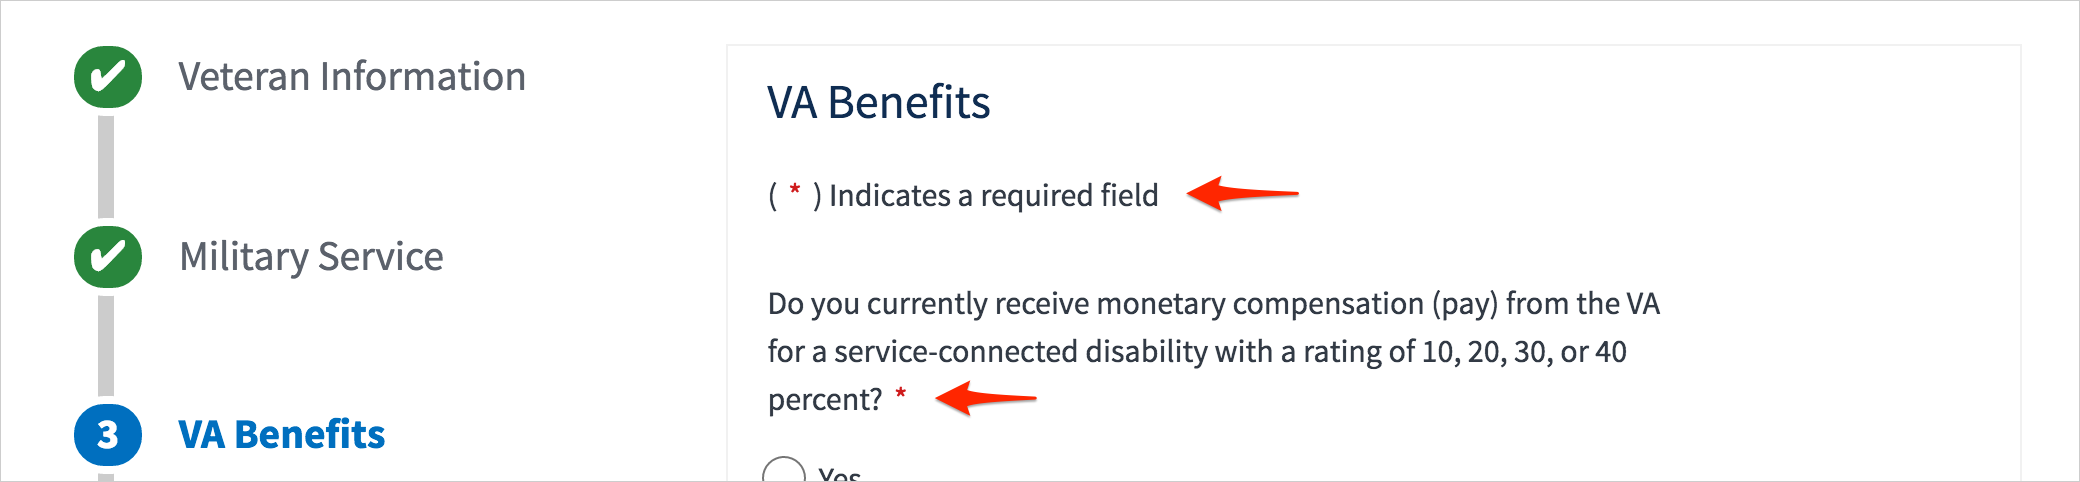 Veteran Information
Military Service
3 VA Benefits
VA Benefits
( * ) Indicates a required field
Do you currently receive monetary compensation (pay) from the VA
for a service-connected disability with a rating of 10, 20, 30, or 40
percent? *
Yes